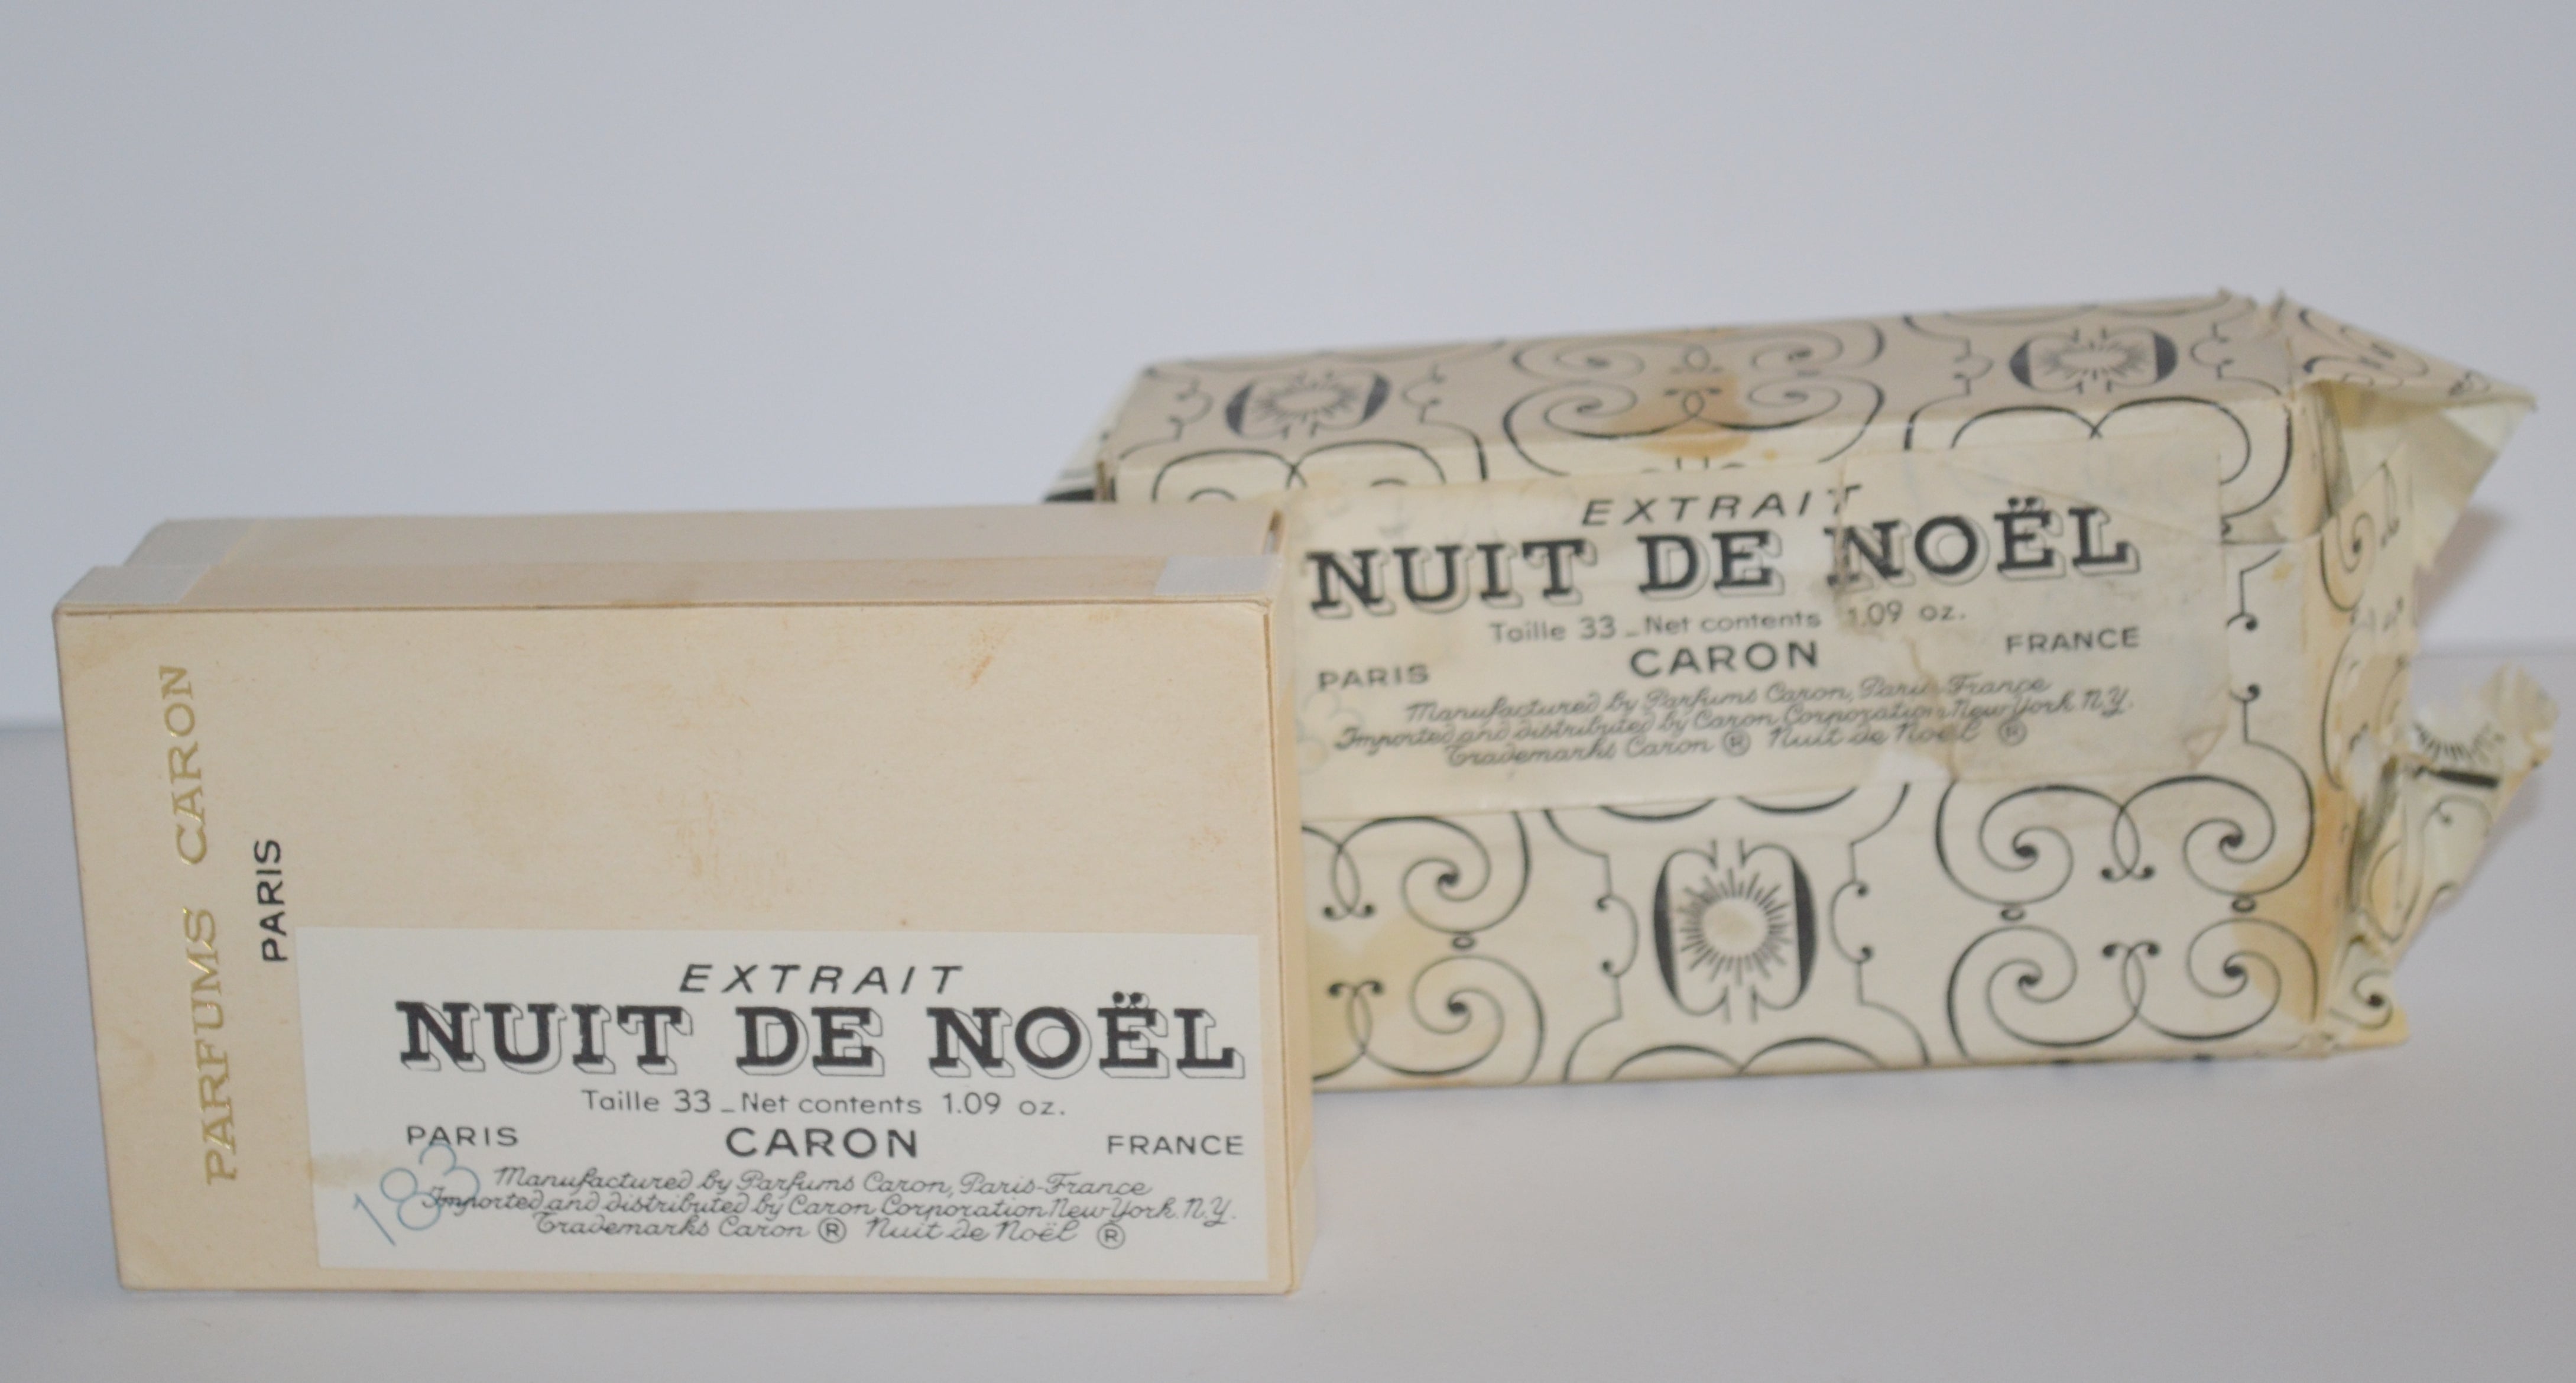 PARFUMS CARON
PARIS
EXTRAIT
NUIT DE NOËL
Taille 33 _ Net contents 1.09 oz.
PARIS CARON FRANCE
Manufactured by Parfums Caron, Paris-France
Imported and distributed by Caron Corporation New York. N.Y.
Trademarks Caron ® Nuit de Noël ®
183
EXTRAIT
NUIT DE NOËL
Taille 33 _ Net contents 1.09 oz.
PARIS CARON FRANCE
Manufactured by Parfums Caron, Paris-France
Imported and distributed by Caron Corporation New York N.Y.
Trademarks Caron ® Nuit de Noël ®